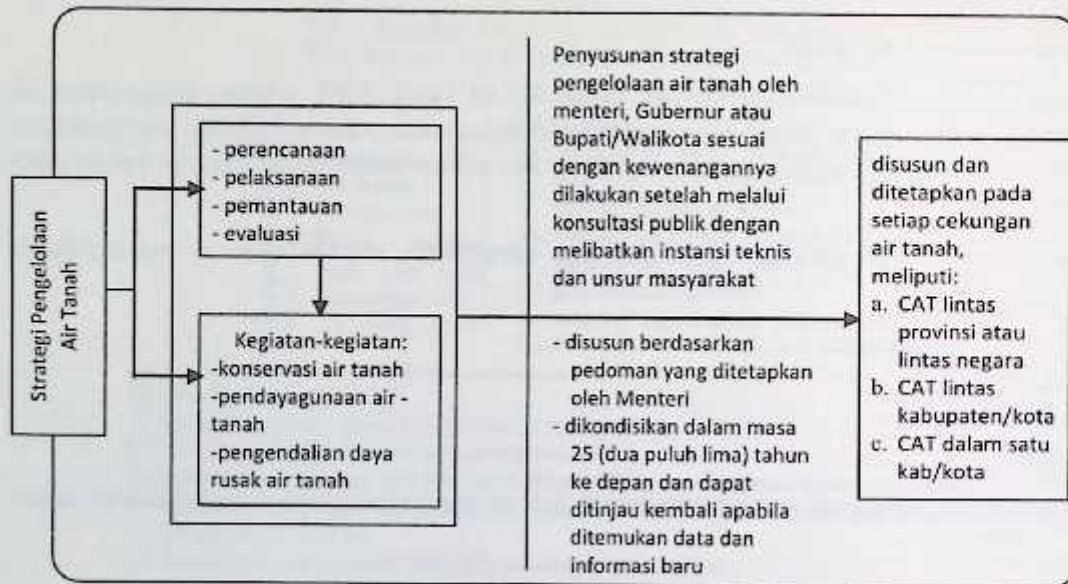 Strategi Pengelolaan
Air Tanah
- perencanaan
- pelaksanaan
- pemantauan
- evaluasi
Kegiatan-kegiatan:
-konservasi air tanah
-pendayagunaan air -
tanah
-pengendalian daya
rusak air tanah
Penyusunan strategi
pengelolaan air tanah oleh
menteri, Gubernur atau
Bupati/Walikota sesuai
dengan kewenangannya
dilakukan setelah melalui
konsultasi publik dengan
melibatkan instansi teknis
dan unsur masyarakat
- disusun berdasarkan
pedoman yang ditetapkan
oleh Menteri
- dikondisikan dalam masa
25 (dua puluh lima) tahun
ke depan dan dapat
ditinjau kembali apabila
ditemukan data dan
informasi baru
disusun dan
ditetapkan pada
setiap cekungan
air tanah,
meliputi:
a. CAT lintas
provinsi atau
lintas negara
b. CAT lintas
kabupaten/kota
c. CAT dalam satu
kab/kota